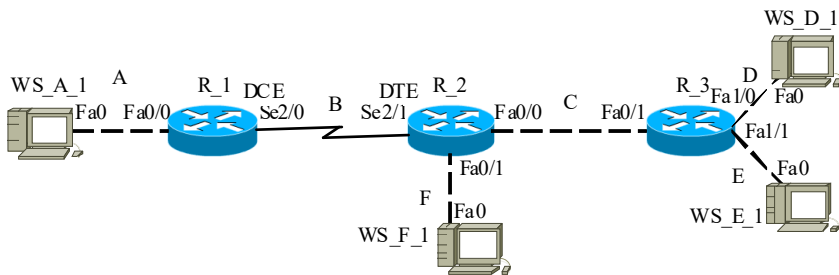 WS_D_1
WS_A_1
A
R_1
DCE
Se2/0
B
DTE
Se2/1
R_2
C
R_3
D
Fa1/0
Fa0
Fa0
Fa0/0
Fa0/0
Fa0/1
Fa1/1
Fa0/1
Fa0
E
F
Fa0
WS_F_1
WS_E_1